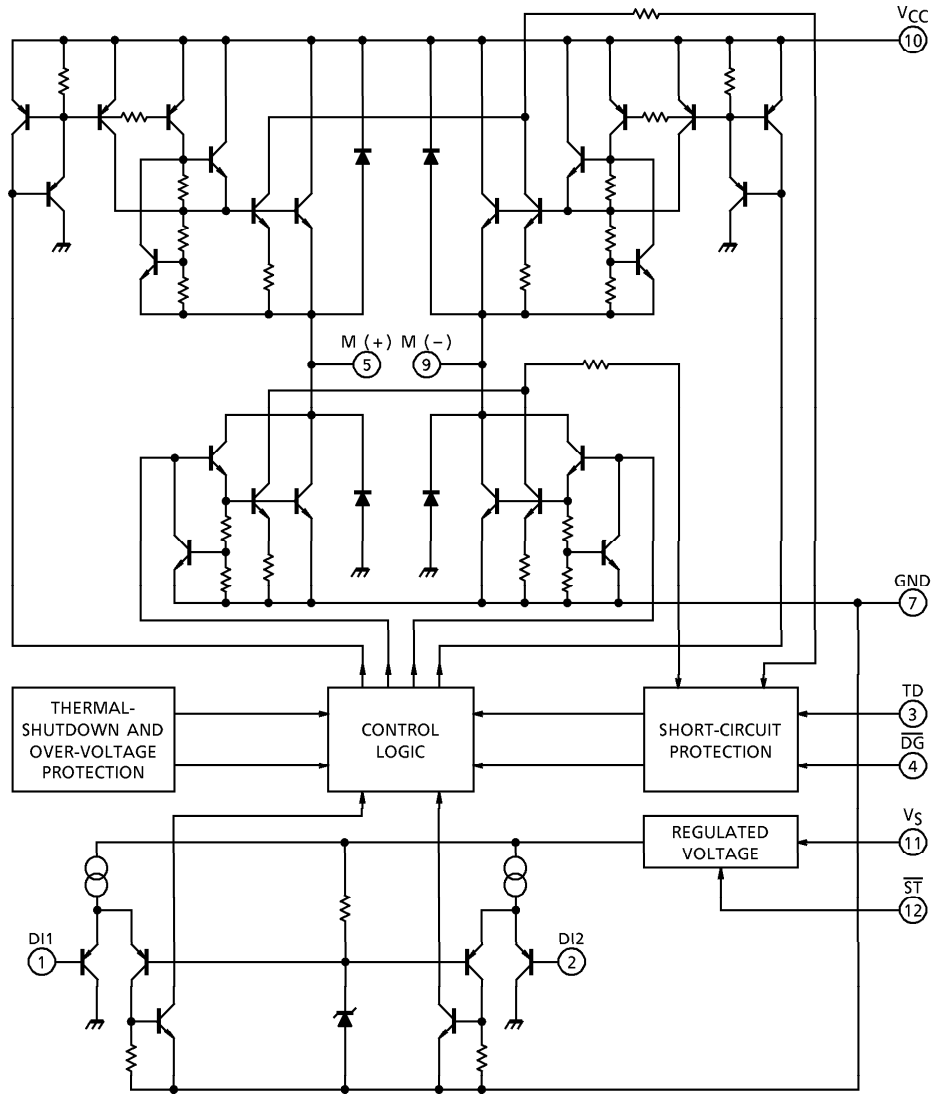 VCC
10
M (+) M (−)
5 9
GND
7
THERMAL-
SHUTDOWN AND
OVER-VOLTAGE
PROTECTION
CONTROL
LOGIC
SHORT-CIRCUIT
PROTECTION
TD
3
DG
4
REGULATED
VOLTAGE
VS
11
ST
12
DI1
1
DI2
2